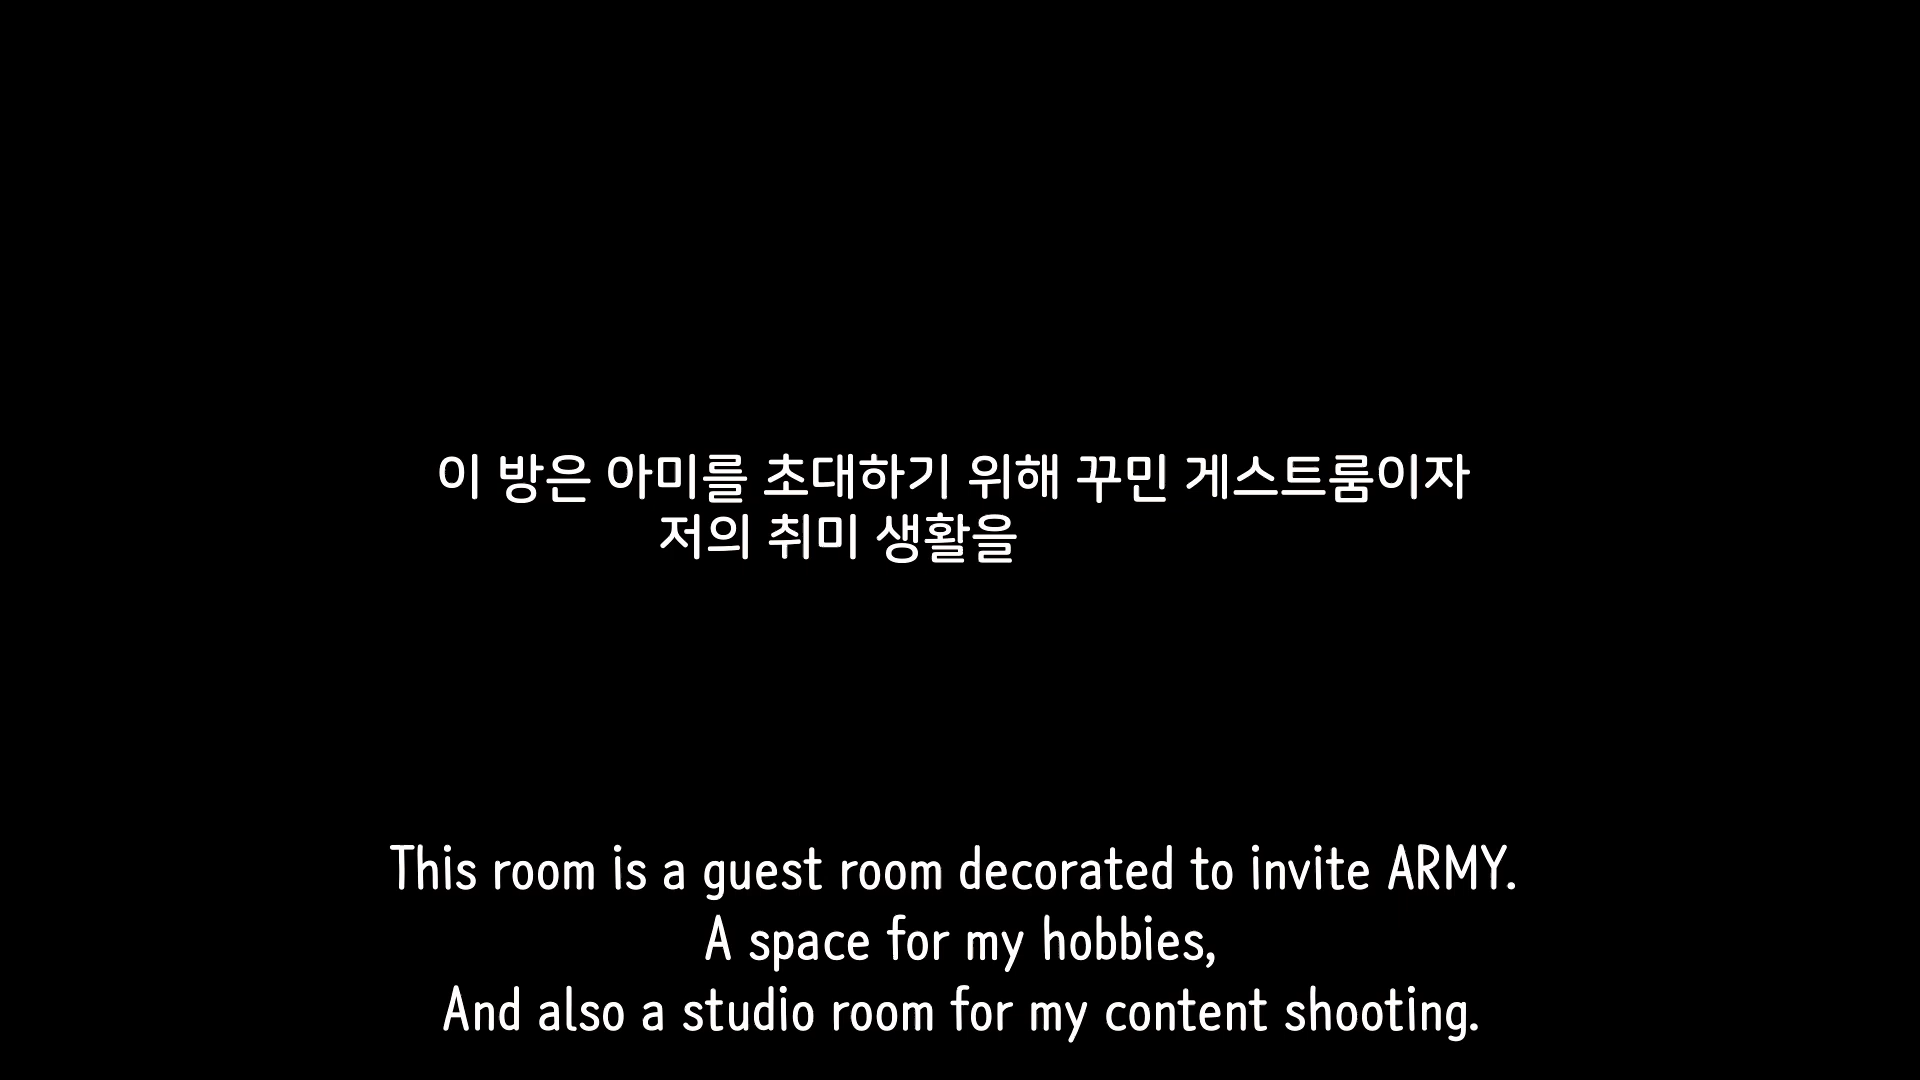 이 방은 아미를 초대하기 위해 꾸민 게스트룸이자
저의 취미 생활을
This room is a guest room decorated to invite ARMY.
A space for my hobbies,
And also a studio room for my content shooting.